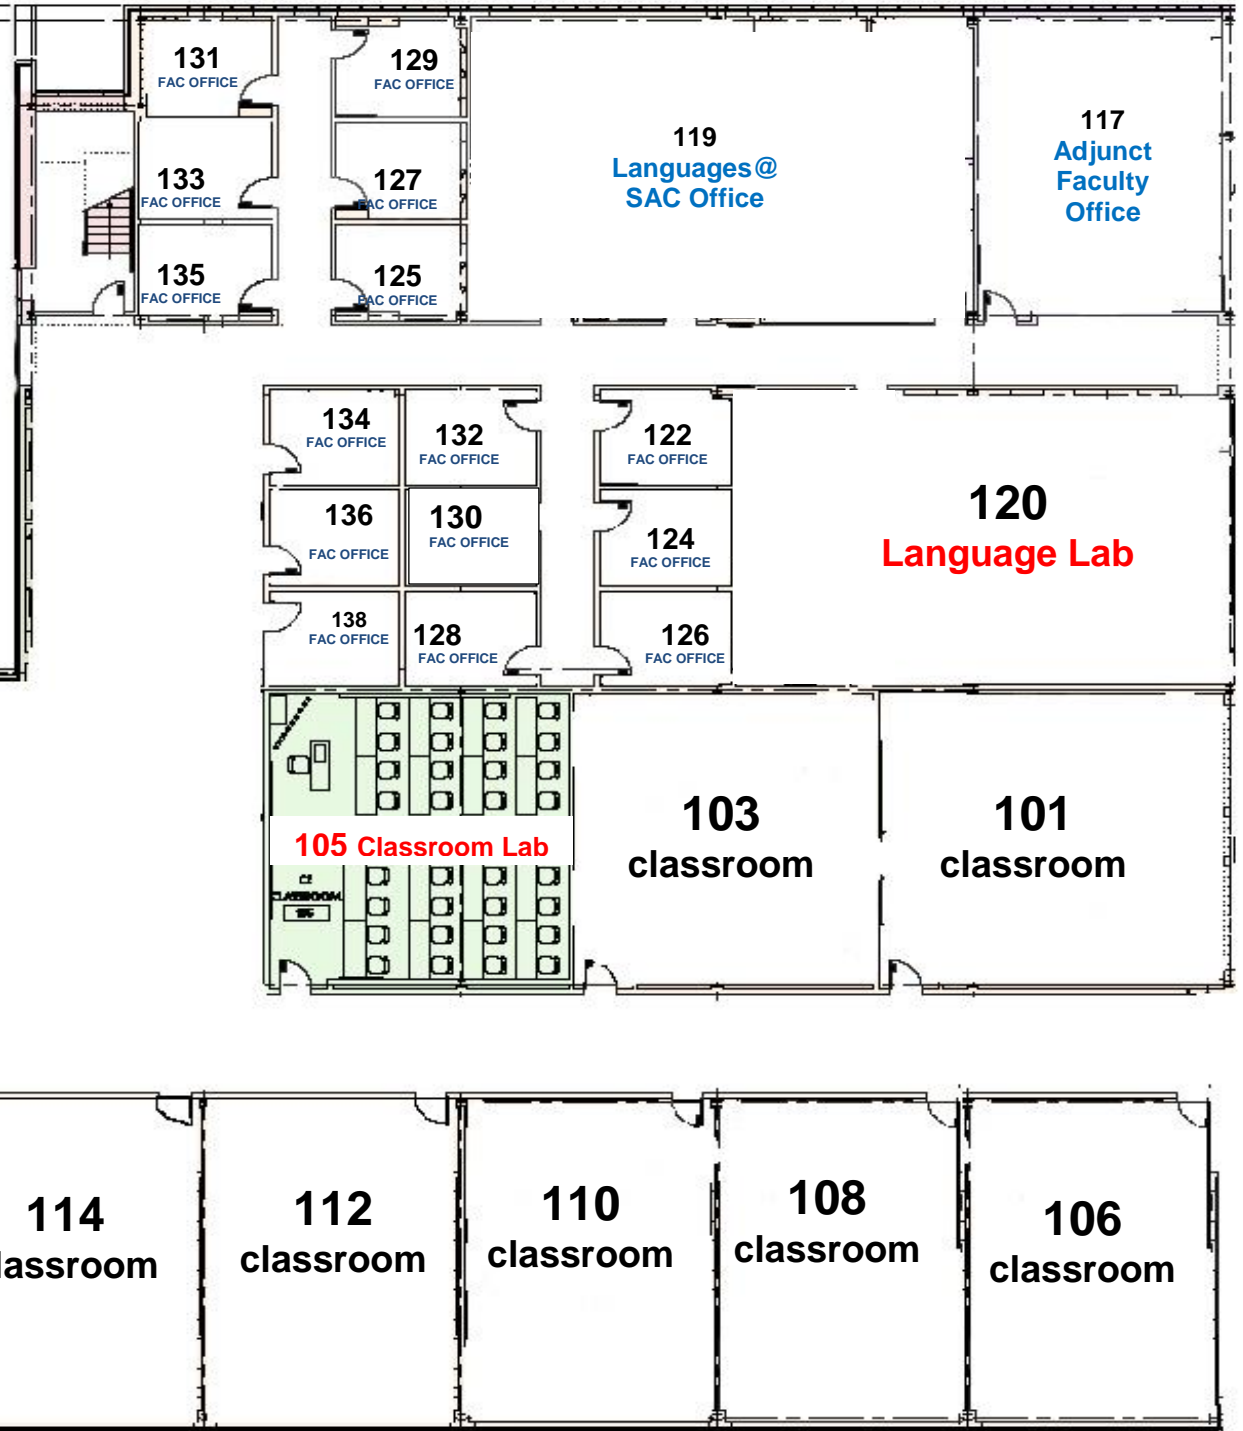 131
FAC OFFICE
129
FAC OFFICE
119
Languages@
SAC Office
117
Adjunct
Faculty
Office
133
FAC OFFICE
127
FAC OFFICE
135
FAC OFFICE
125
FAC OFFICE
134
FAC OFFICE
132
FAC OFFICE
122
FAC OFFICE
120
Language Lab
136
FAC OFFICE
130
FAC OFFICE
124
FAC OFFICE
138
FAC OFFICE
128
FAC OFFICE
126
FAC OFFICE
105 Classroom Lab
CLASSROOM
103
classroom
101
classroom
114
lassroom
112
classroom
110
classroom
108
classroom
106
classroom